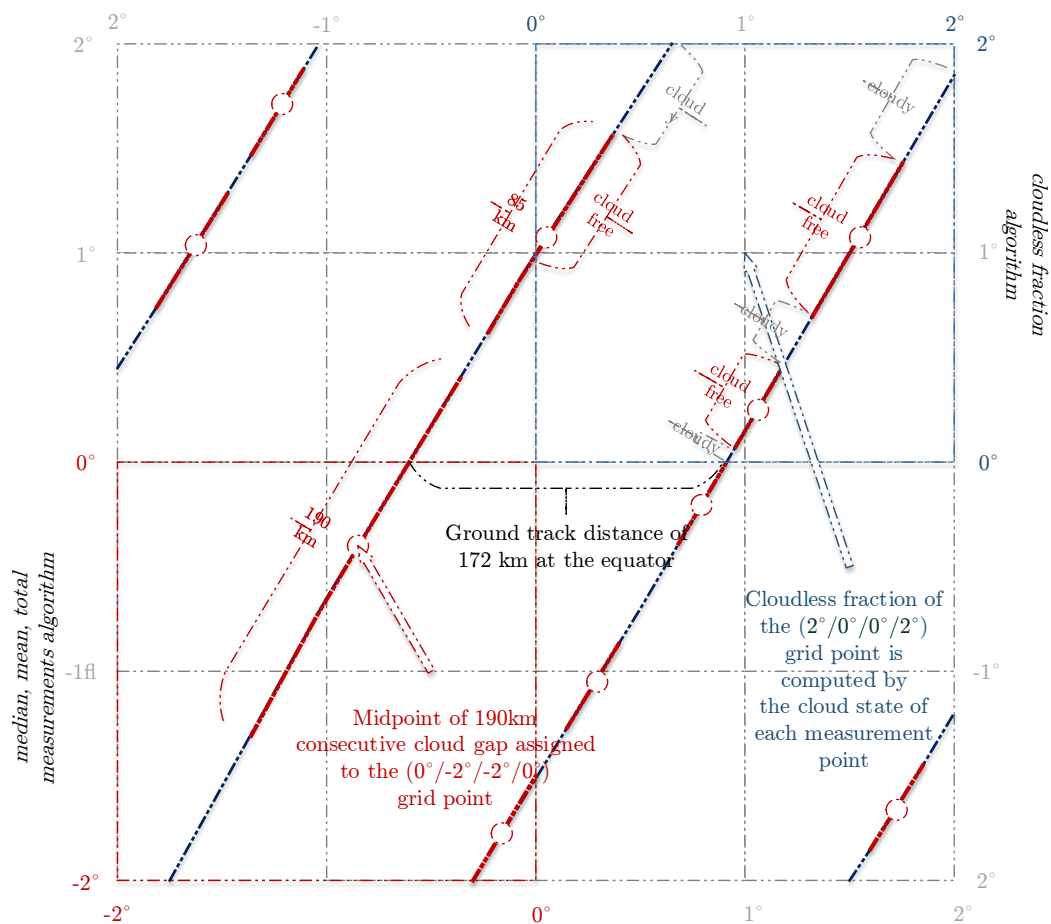 2°
-1°
0°
1°
2°
2°
2°
cloud
y
cloudy
cloudless fraction
algorithm
85
km
cloud
free
cloud
free
1°
1°
cloudy
cloud
free
cloudy
0°
0°
190
km
Ground track distance of
172 km at the equator
median, mean, total
measurements algorithm
Cloudless fraction of
the (2°/0°/0°/2°)
grid point is
computed by
the cloud state of
each measurement
point
-1fl
-1°
Midpoint of 190km
consecutive cloud gap assigned
to the (0°/-2°/-2°/0°)
grid point
-2°
2°
-2°
0°
2°